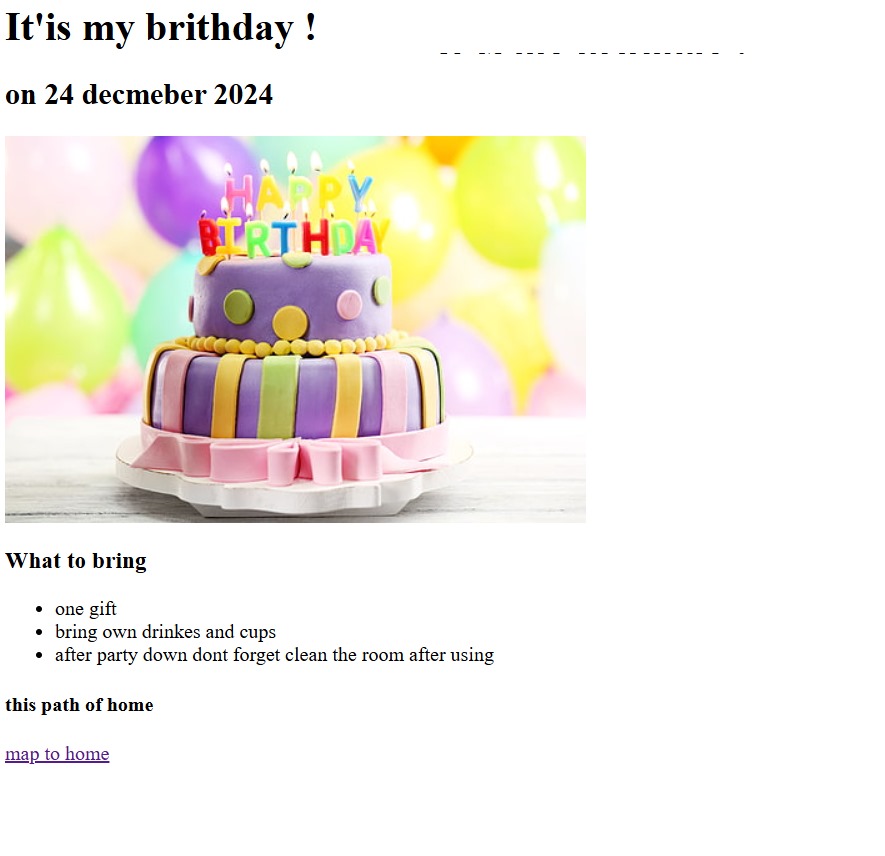 It'is my brithday !
on 24 decmeber 2024
HAPPY
BIRTHDAY
What to bring
one gift
bring own drinkes and cups
after party down dont forget clean the room after using
this path of home
map to home